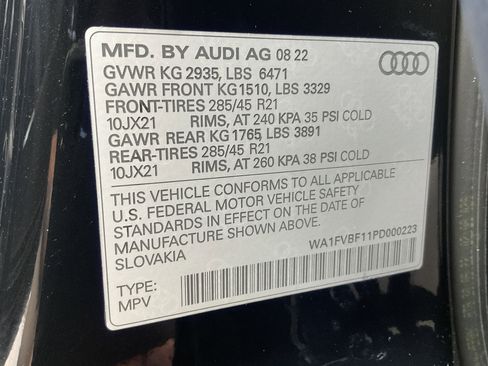 MFD. BY AUDI AG 08 22
GVWR KG 2935, LBS 6471
GAWR FRONT KG1510, LBS 3329
FRONT-TIRES 285/45 R21
10JX21 RIMS, AT 240 KPA 35 PSI COLD
GAWR REAR KG1765, LBS 3891
REAR-TIRES 285/45 R21
10JX21 RIMS, AT 260 KPA 38 PSI COLD
THIS VEHICLE CONFORMS TO ALL APPLICABLE
U.S. FEDERAL MOTOR VEHICLE SAFETY
STANDARDS IN EFFECT ON THE DATE OF
MANUFACTURE SHOWN ABOVE.
SLOVAKIA
WA1FVBF11PD000223
TYPE:
MPV